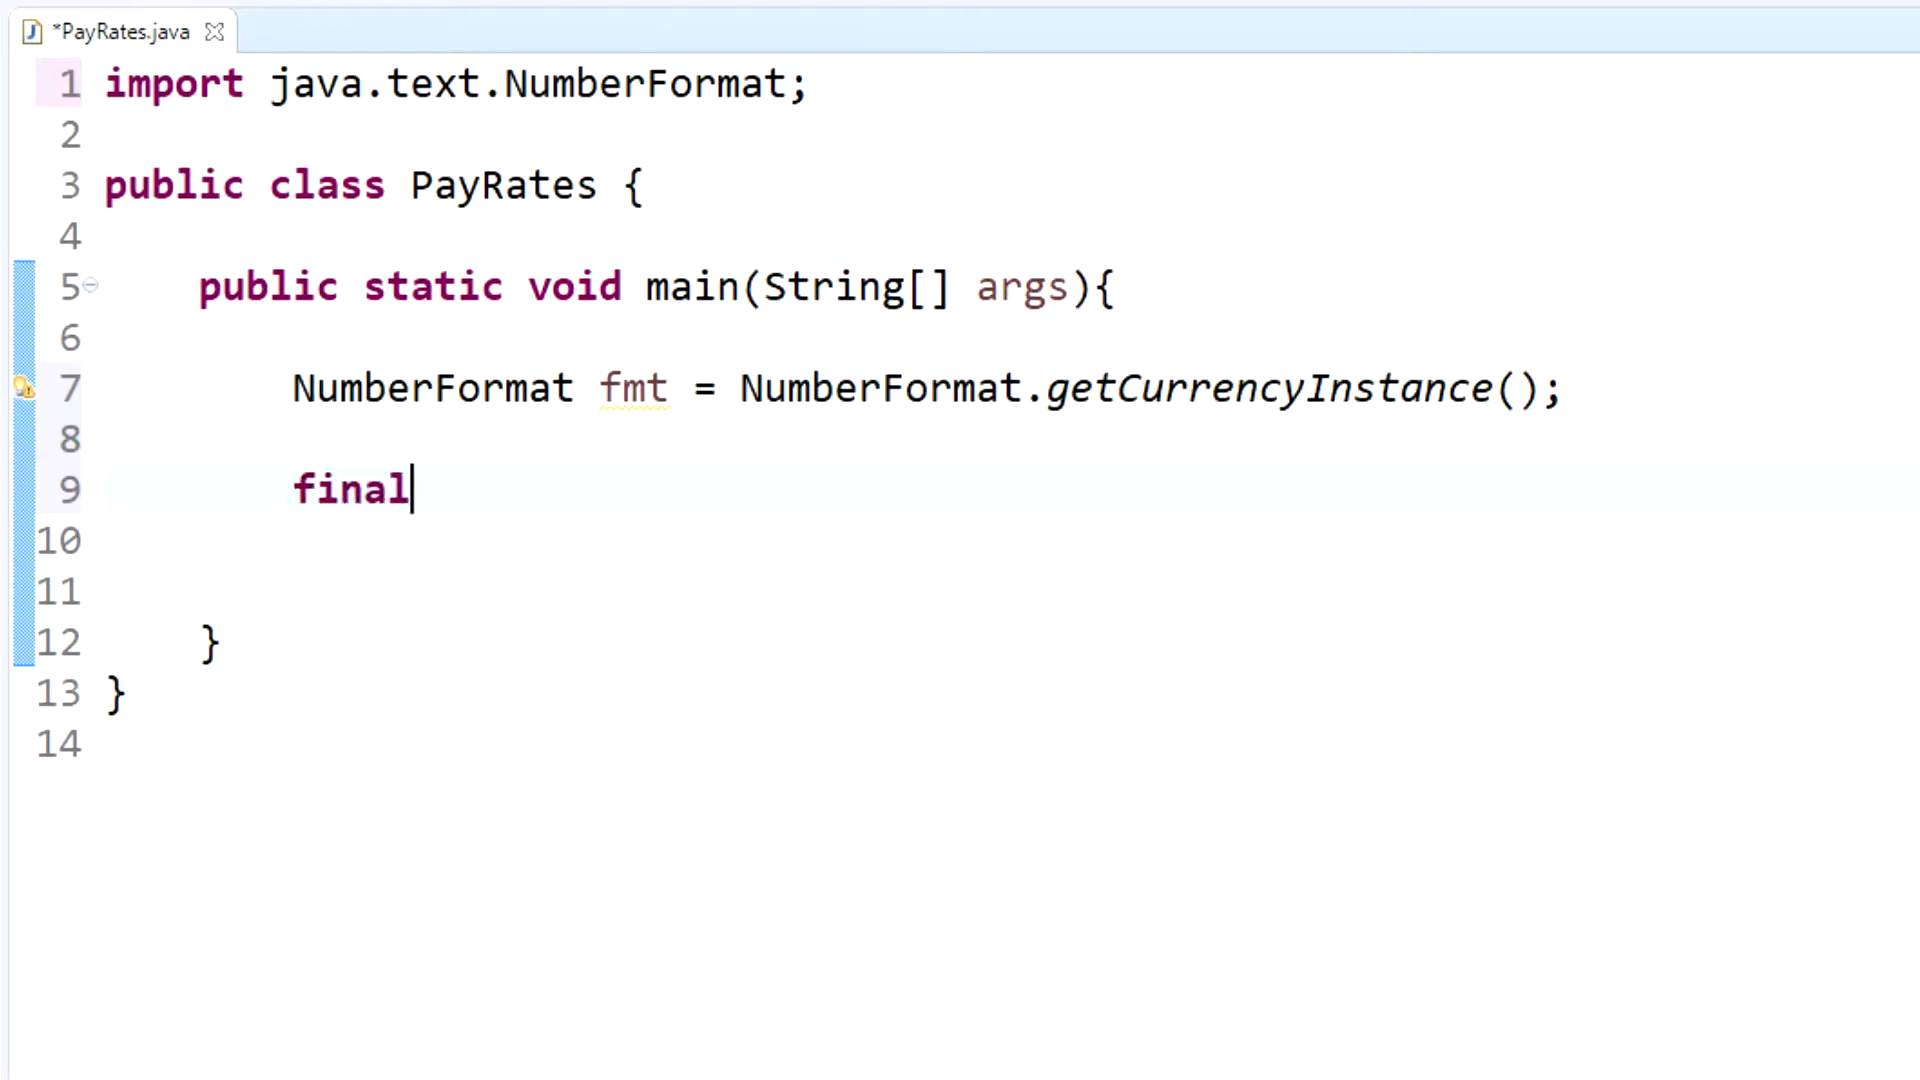 *PayRates.java
1 import java.text.NumberFormat;
2
3 public class PayRates {
4
5 public static void main(String[] args){
6
7 NumberFormat fmt = NumberFormat.getCurrencyInstance();
8
9 final
10
11
12 }
13 }
14